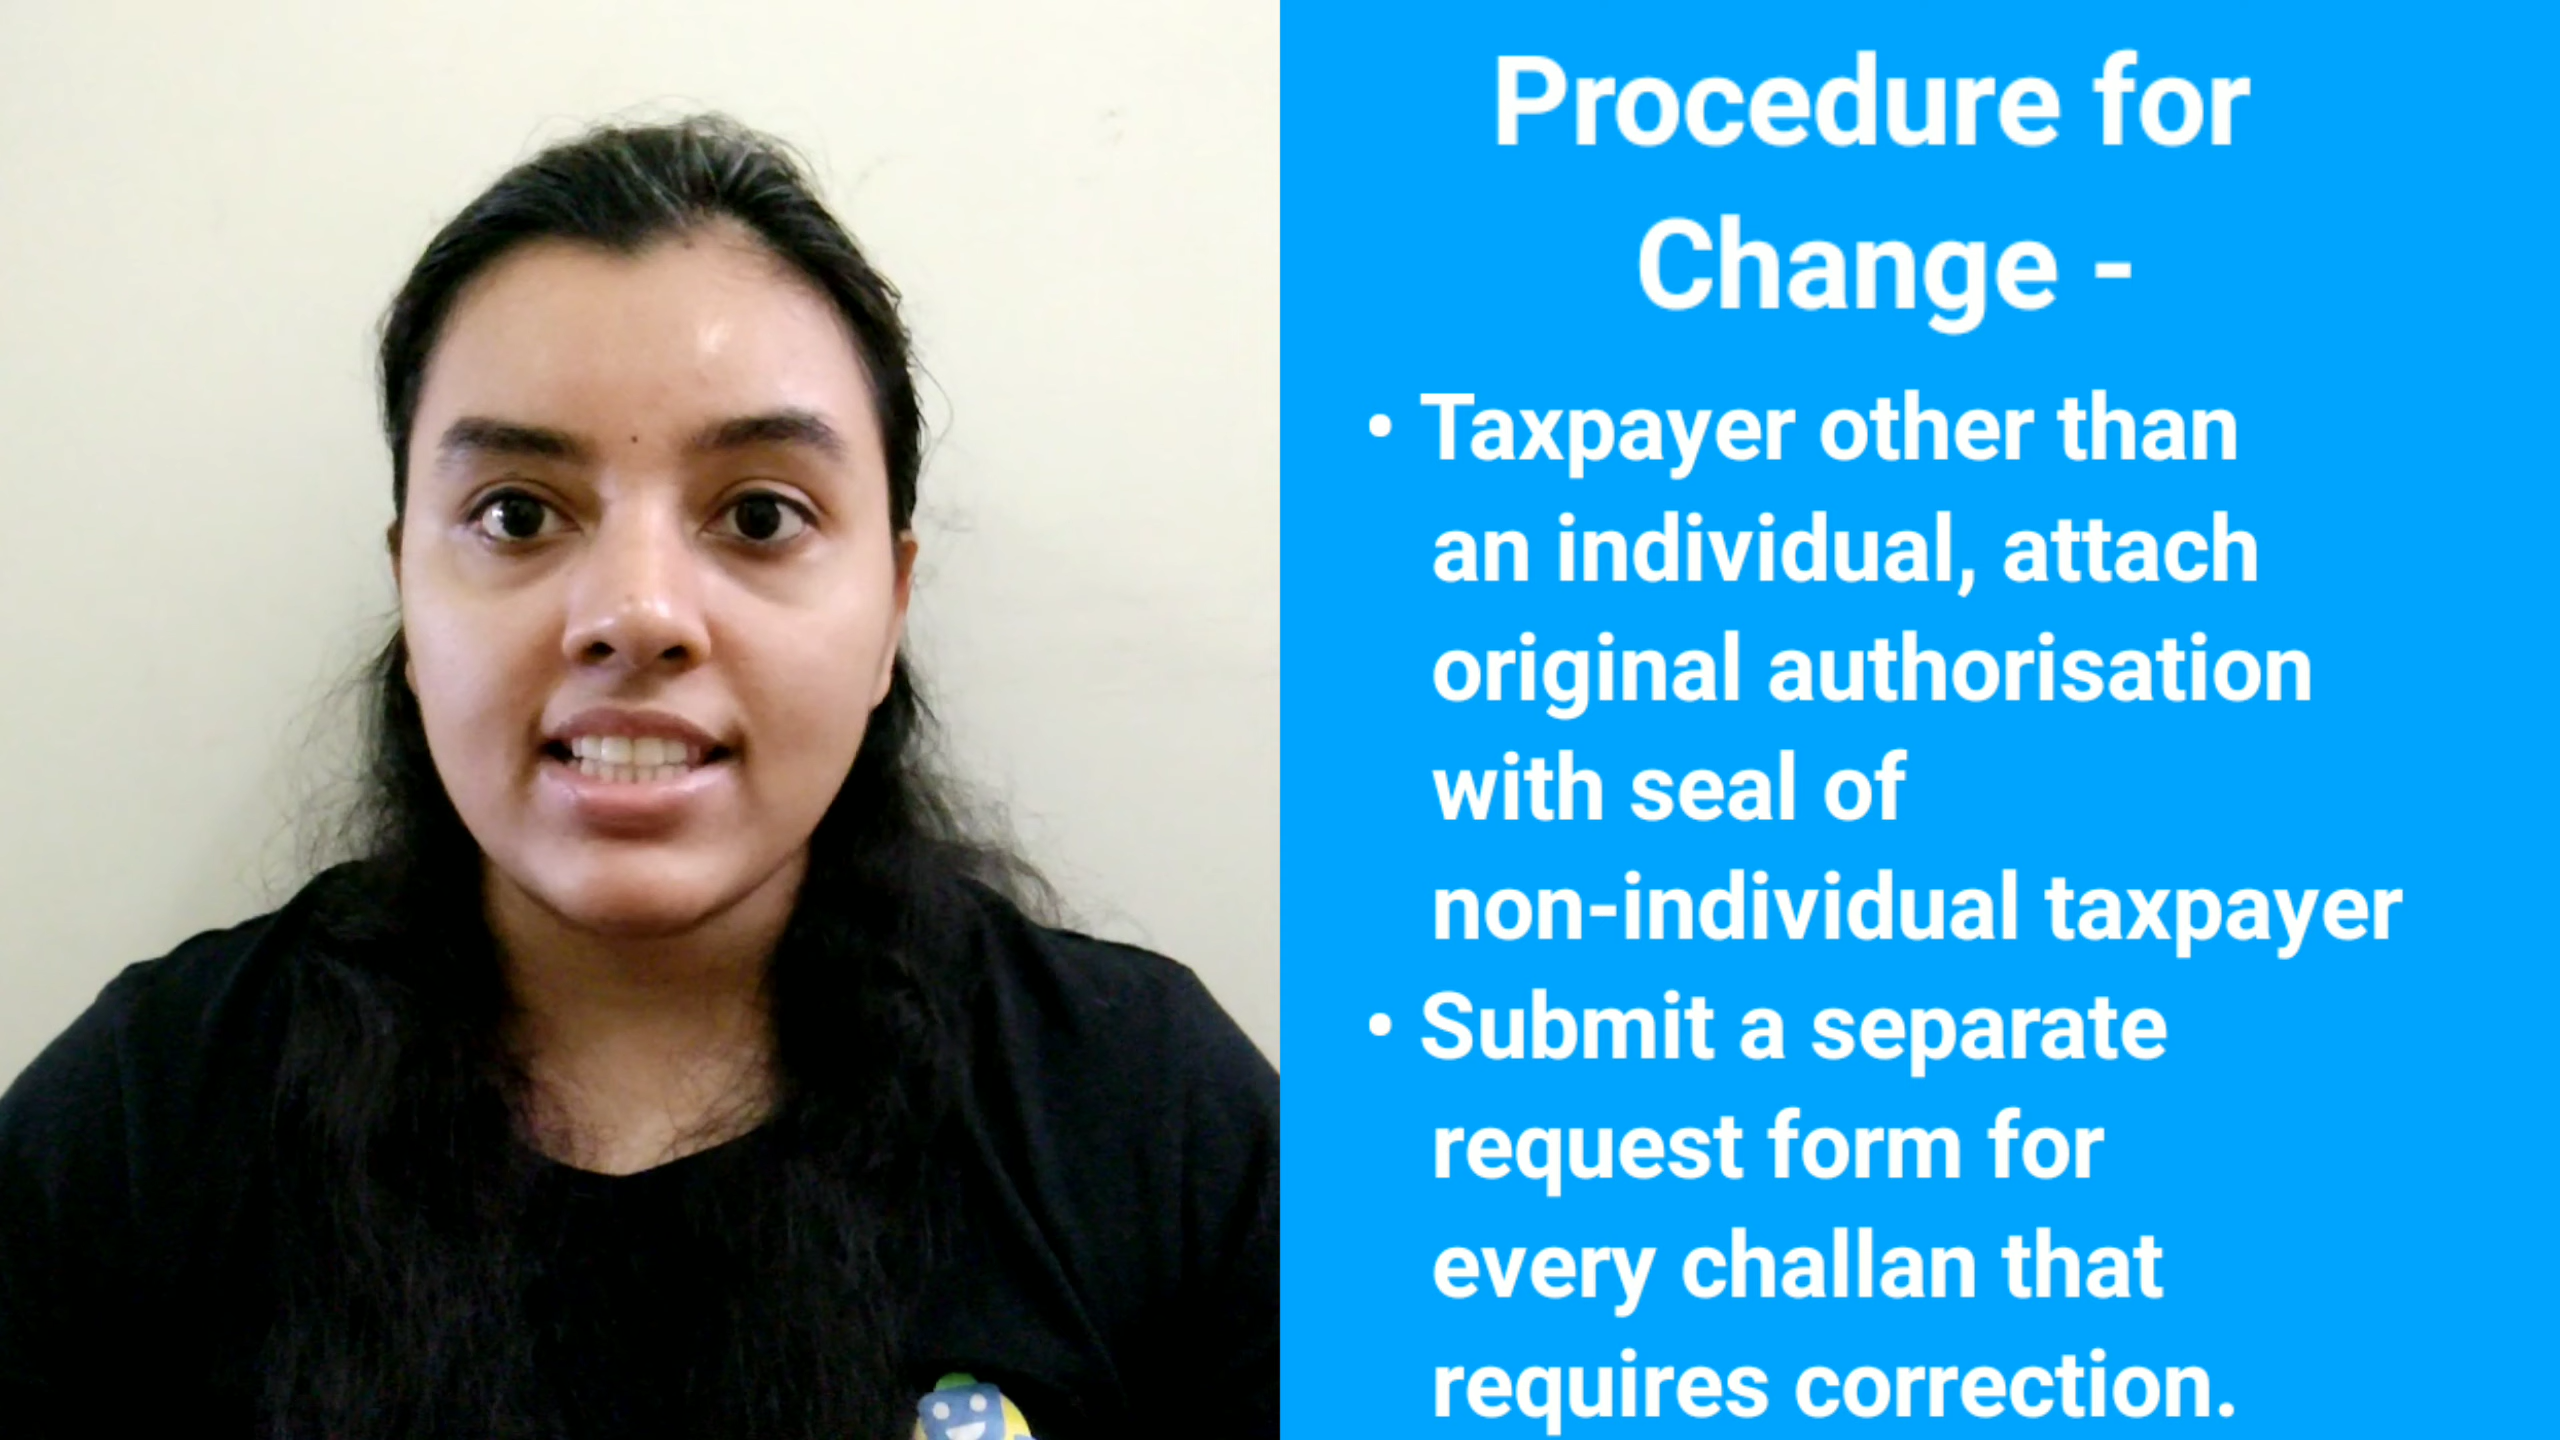 Procedure for
Change -
• Taxpayer other than
an individual, attach
original authorisation
with seal of
non-individual taxpayer
• Submit a separate
request form for
every challan that
requires correction.